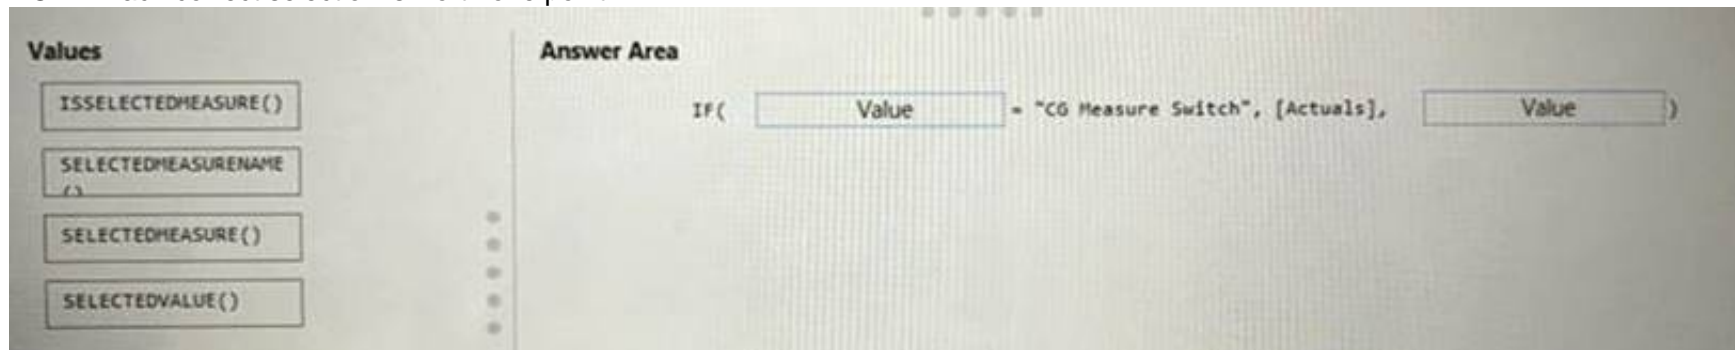 Values
Answer Area
ISSELECTEDMEASURE()
IF( Value = "CG Measure Switch", [Actuals], Value )
SELECTEDMEASURENAME
()
SELECTEDMEASURE()
SELECTEDVALUE()